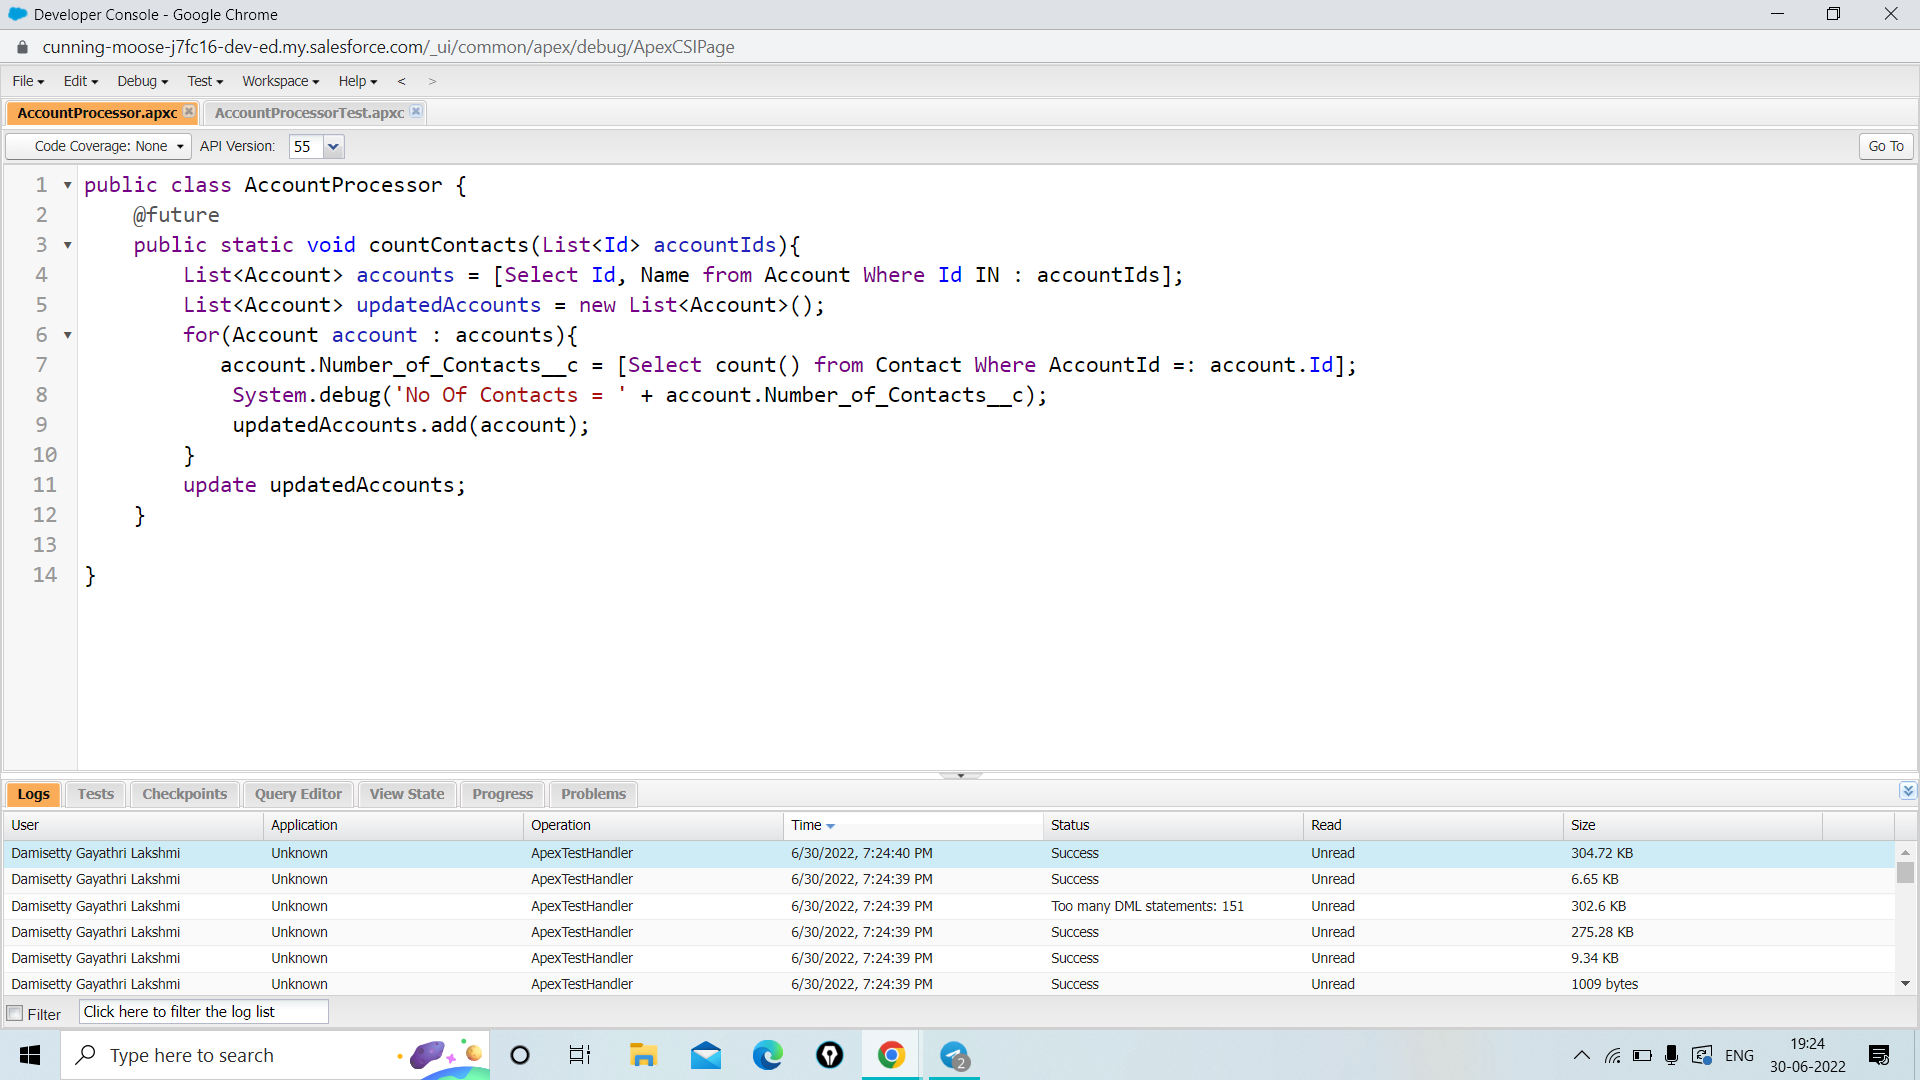 Developer Console - Google Chrome
cunning-moose-j7fc16-dev-ed.my.salesforce.com/_ui/common/apex/debug/ApexCSIPage
File Edit Debug Test Workspace Help < >
AccountProcessor.apxc AccountProcessorTest.apxc
Code Coverage: None API Version: 55 Go To
1 public class AccountProcessor {
2 @future
3 public static void countContacts(List<Id> accountIds){
4 List<Account> accounts = [Select Id, Name from Account Where Id IN : accountIds];
5 List<Account> updatedAccounts = new List<Account>();
6 for(Account account : accounts){
7 account.Number_of_Contacts__c = [Select count() from Contact Where AccountId =: account.Id];
8 System.debug('No Of Contacts = ' + account.Number_of_Contacts__c);
9 updatedAccounts.add(account);
10 }
11 update updatedAccounts;
12 }
13
14 }
Logs Tests Checkpoints Query Editor View State Progress Problems
User Application Operation Time Status Read Size
Damisetty Gayathri Lakshmi Unknown ApexTestHandler 6/30/2022, 7:24:40 PM Success Unread 304.72 KB
Damisetty Gayathri Lakshmi Unknown ApexTestHandler 6/30/2022, 7:24:39 PM Success Unread 6.65 KB
Damisetty Gayathri Lakshmi Unknown ApexTestHandler 6/30/2022, 7:24:39 PM Too many DML statements: 151 Unread 302.6 KB
Damisetty Gayathri Lakshmi Unknown ApexTestHandler 6/30/2022, 7:24:39 PM Success Unread 275.28 KB
Damisetty Gayathri Lakshmi Unknown ApexTestHandler 6/30/2022, 7:24:39 PM Success Unread 9.34 KB
Damisetty Gayathri Lakshmi Unknown ApexTestHandler 6/30/2022, 7:24:39 PM Success Unread 1009 bytes
Filter Click here to filter the log list
Type here to search 2 ENG 19:24
30-06-2022